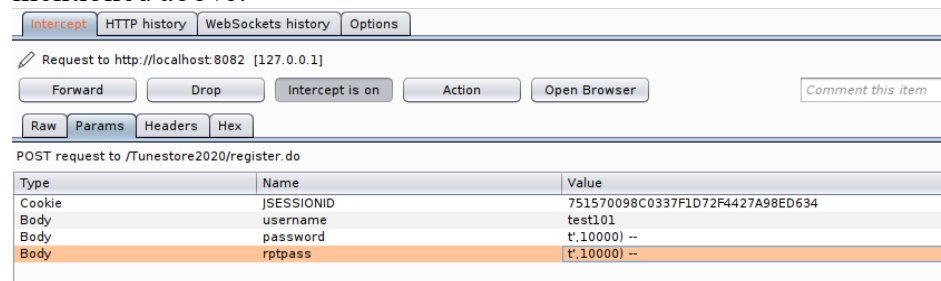 Intercept HTTP history WebSockets history Options
Request to http://localhost:8082 [127.0.0.1]
Forward Drop Intercept is on Action Open Browser Comment this item
Raw Params Headers Hex
POST request to /Tunestore2020/register.do
Type Name Value
Cookie JSESSIONID 751570098C0337F1D72F4427A98ED634
Body username test101
Body password t',10000) --
Body rptpass t',10000) --